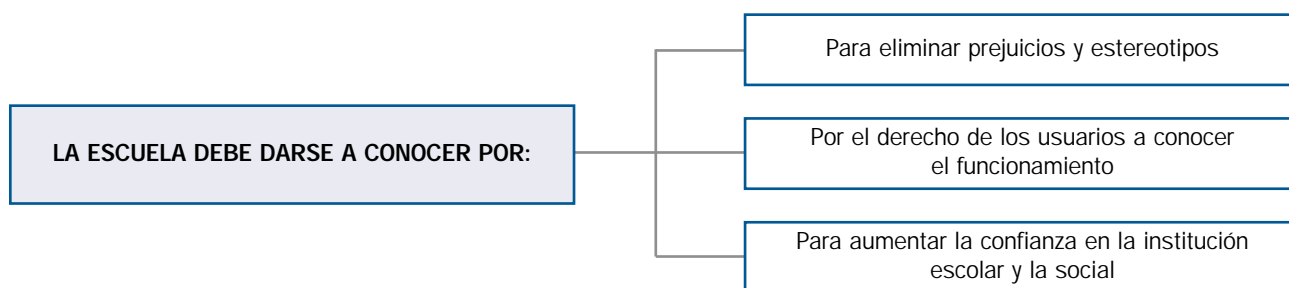 Para eliminar prejuicios y estereotipos
LA ESCUELA DEBE DARSE A CONOCER POR:
Por el derecho de los usuarios a conocer
el funcionamiento
Para aumentar la confianza en la institución
escolar y la social